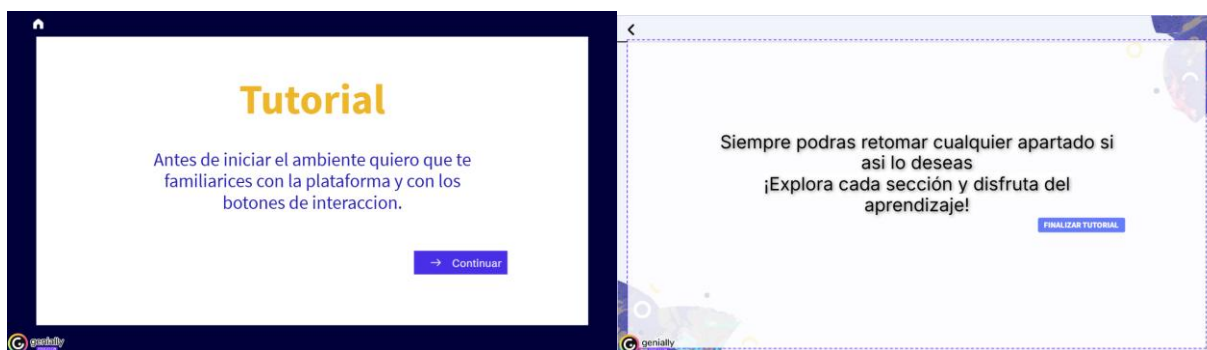 Tutorial
Antes de iniciar el ambiente quiero que te
familiarices con la plataforma y con los
botones de interaccion.
→ Continuar
genially
Siempre podras retomar cualquier apartado si
asi lo deseas
¡Explora cada sección y disfruta del
aprendizaje!
FINALIZAR TUTORIAL
genially